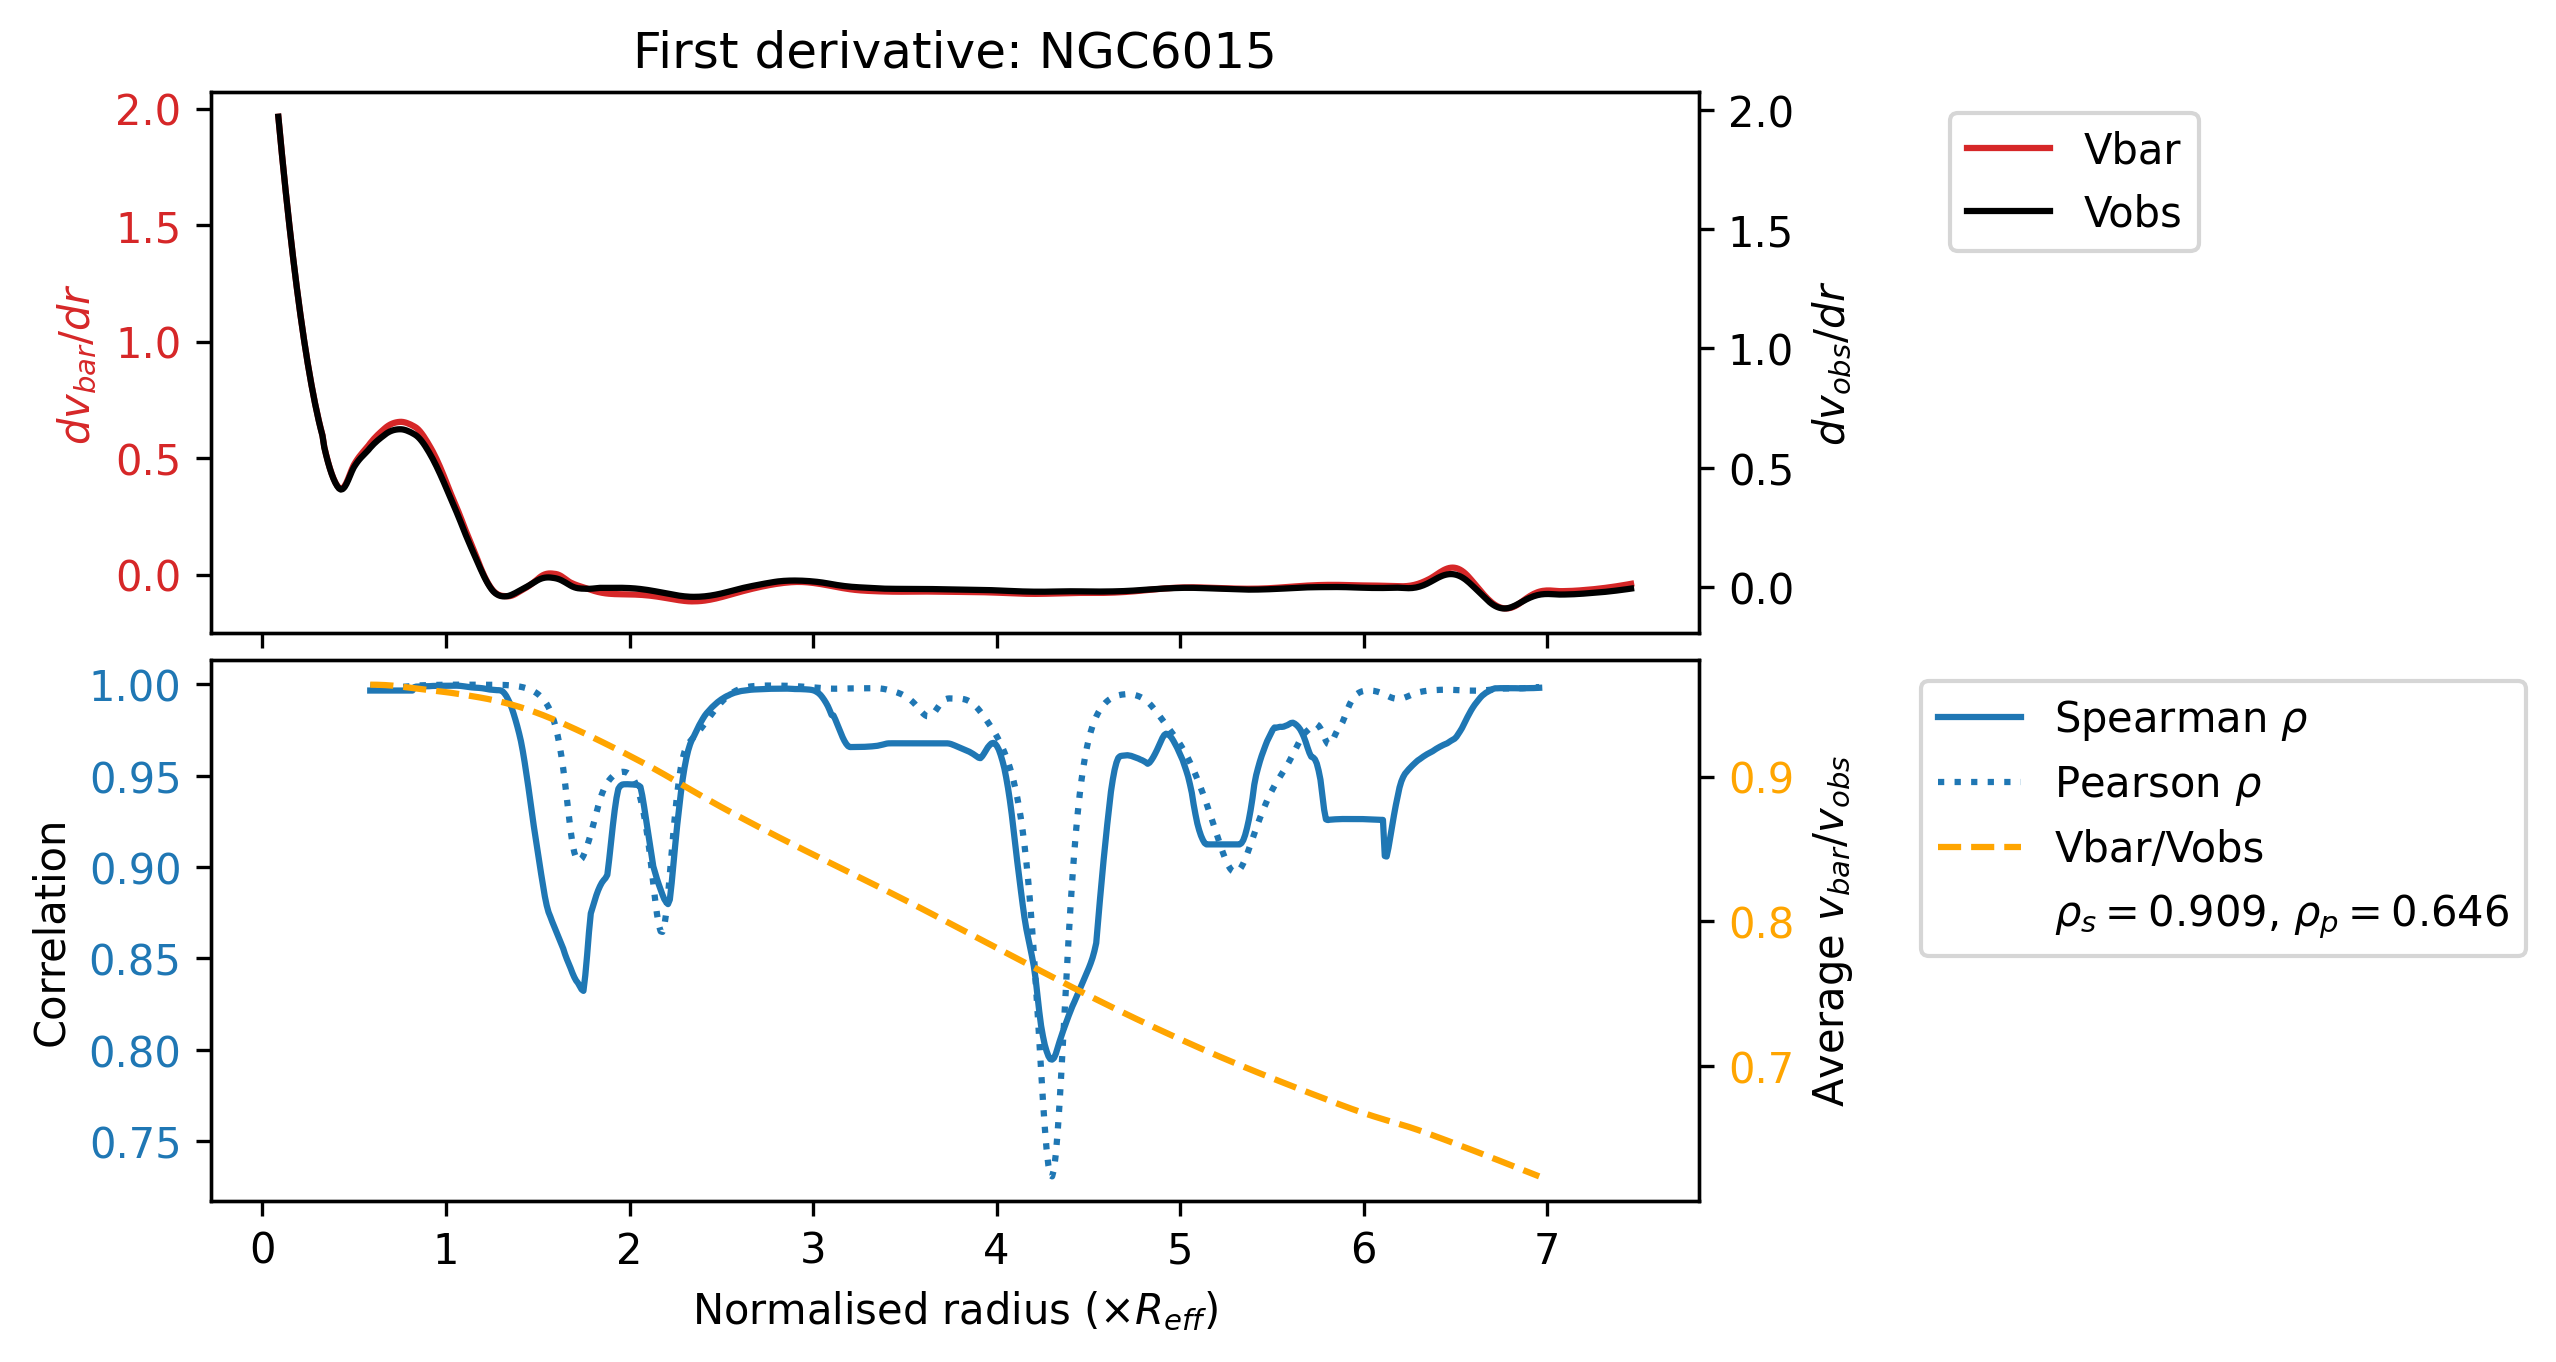 First derivative: NGC6015
2.0
1.5
1.0
0.5
0.0
dv_bar/dr
2.0
1.5
1.0
0.5
0.0
dv_obs/dr
Vbar
Vobs
1.00
0.95
0.90
0.85
0.80
0.75
Correlation
0.9
0.8
0.7
Average v_bar/v_obs
Spearman ρ
Pearson ρ
Vbar/Vobs
ρ_s = 0.909, ρ_p = 0.646
0 1 2 3 4 5 6 7
Normalised radius (×R_eff)